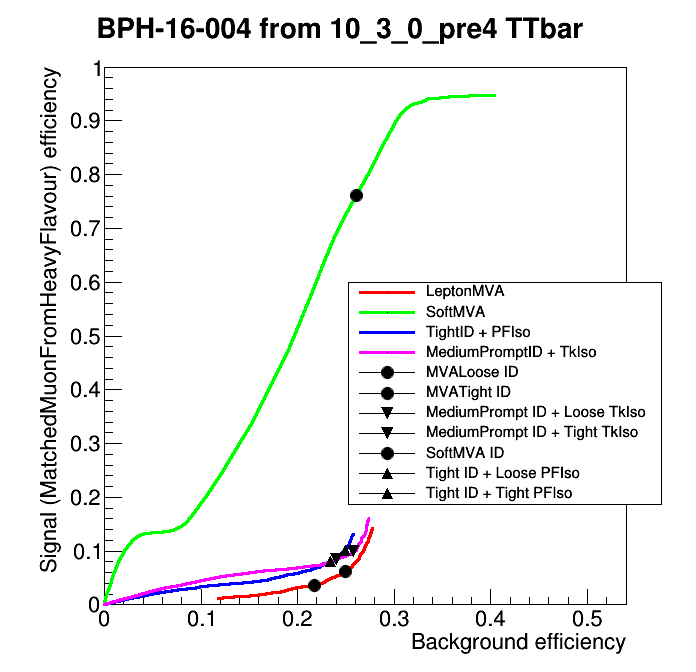 BPH-16-004 from 10_3_0_pre4 TTbar
Signal (MatchedMuonFromHeavyFlavour) efficiency
1
0.9
0.8
0.7
0.6
0.5
0.4
0.3
0.2
0.1
0
LeptonMVA
SoftMVA
TightID + PFIso
MediumPromptID + TkIso
MVALoose ID
MVATight ID
MediumPrompt ID + Loose TkIso
MediumPrompt ID + Tight TkIso
SoftMVA ID
Tight ID + Loose PFIso
Tight ID + Tight PFIso
0 0.1 0.2 0.3 0.4 0.5
Background efficiency